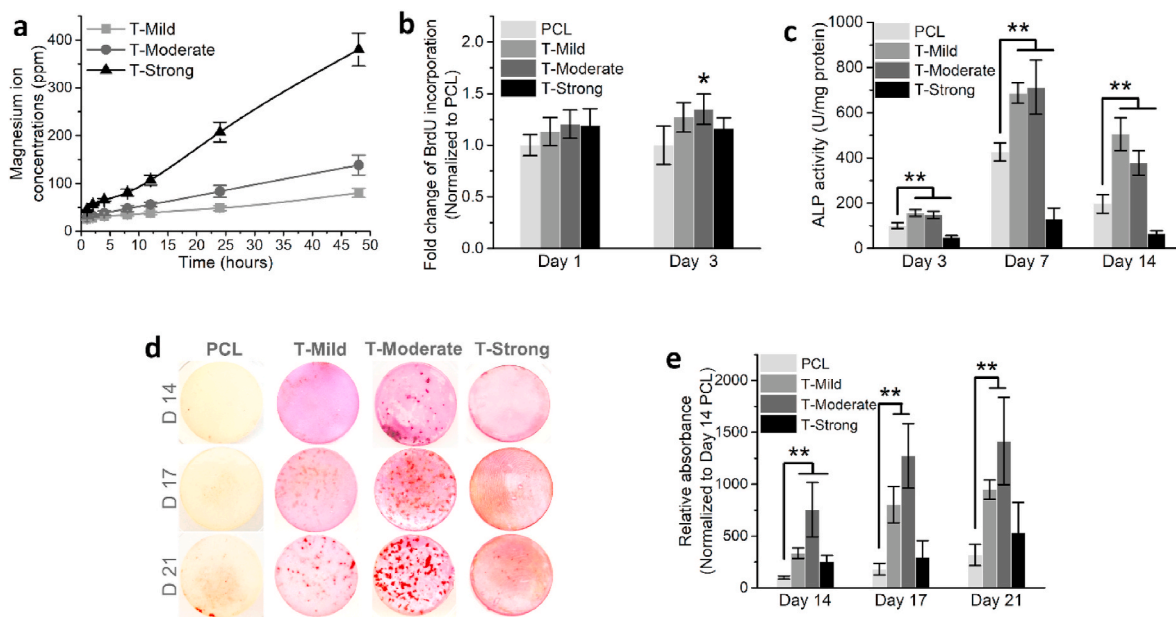 a
T-Mild
T-Moderate
T-Strong
Magnesium ion
concentrations (ppm)
400
300
200
100
0
0 5 10 15 20 25 30 35 40 45 50
Time (hours)
b
PCL
T-Mild
T-Moderate
T-Strong
*
Fold change of BrdU incorporation
(Normalized to PCL)
2.0
1.5
1.0
0.5
0.0
Day 1 Day 3
c
PCL
T-Mild
T-Moderate
T-Strong
** ** **
ALP activity (U/mg protein)
1000
800
600
400
200
0
Day 3 Day 7 Day 14
d
PCL T-Mild T-Moderate T-Strong
D 14
D 17
D 21
e
PCL
T-Mild
T-Moderate
T-Strong
** ** **
Relative absorbance
(Normalized to Day 14 PCL)
2000
1500
1000
500
0
Day 14 Day 17 Day 21